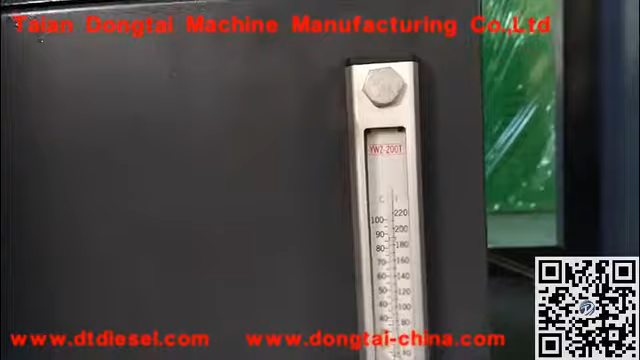 Taian Dongtai Machine Manufacturing Co.,Ltd
YWZ-200T
C F
100 220
90 200
80 180
70 160
60 140
50 120
40 100
www.dtdiesel.com www.dongtai-china.com